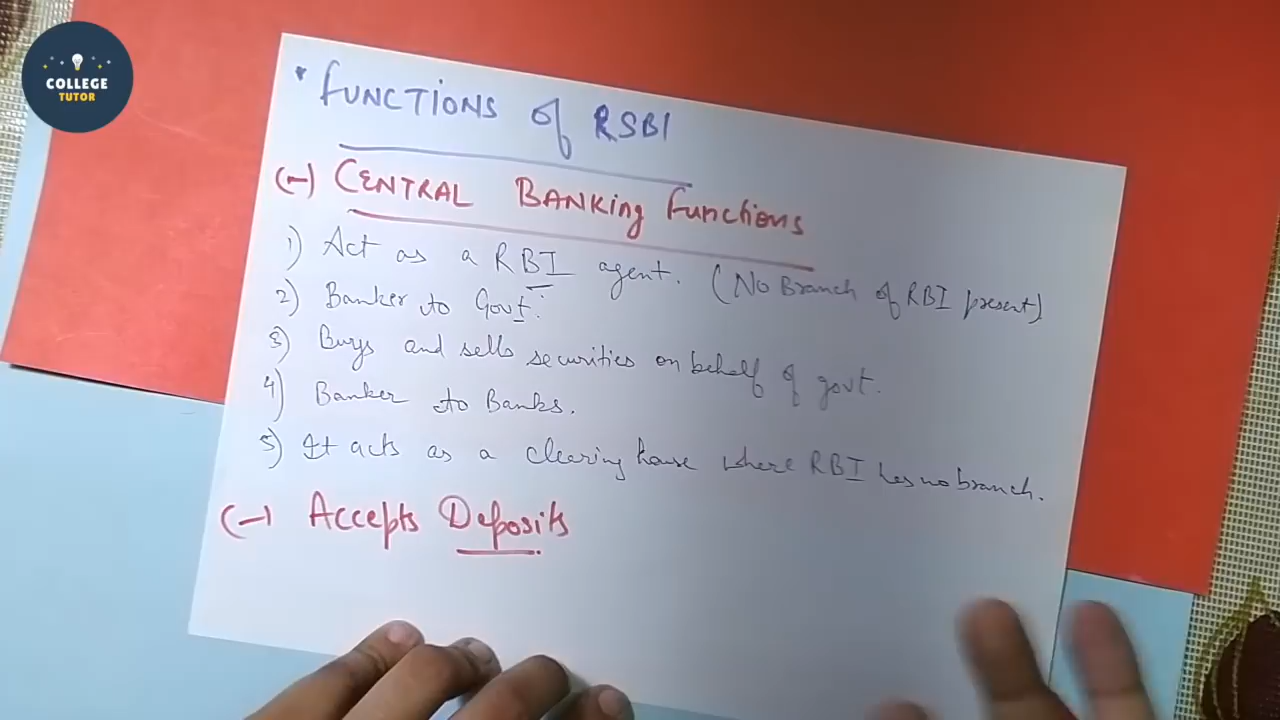 COLLEGE
TUTOR
• Functions of RSBI
(-) Central Banking Functions
1) Act as a RBI agent. (No Branch of RBI present)
2) Banker to Govt.
3) Buys and sells securities on behalf of govt.
4) Banker to Banks.
5) It acts as a clearing house where RBI has no branch.
(-) Accepts Deposits